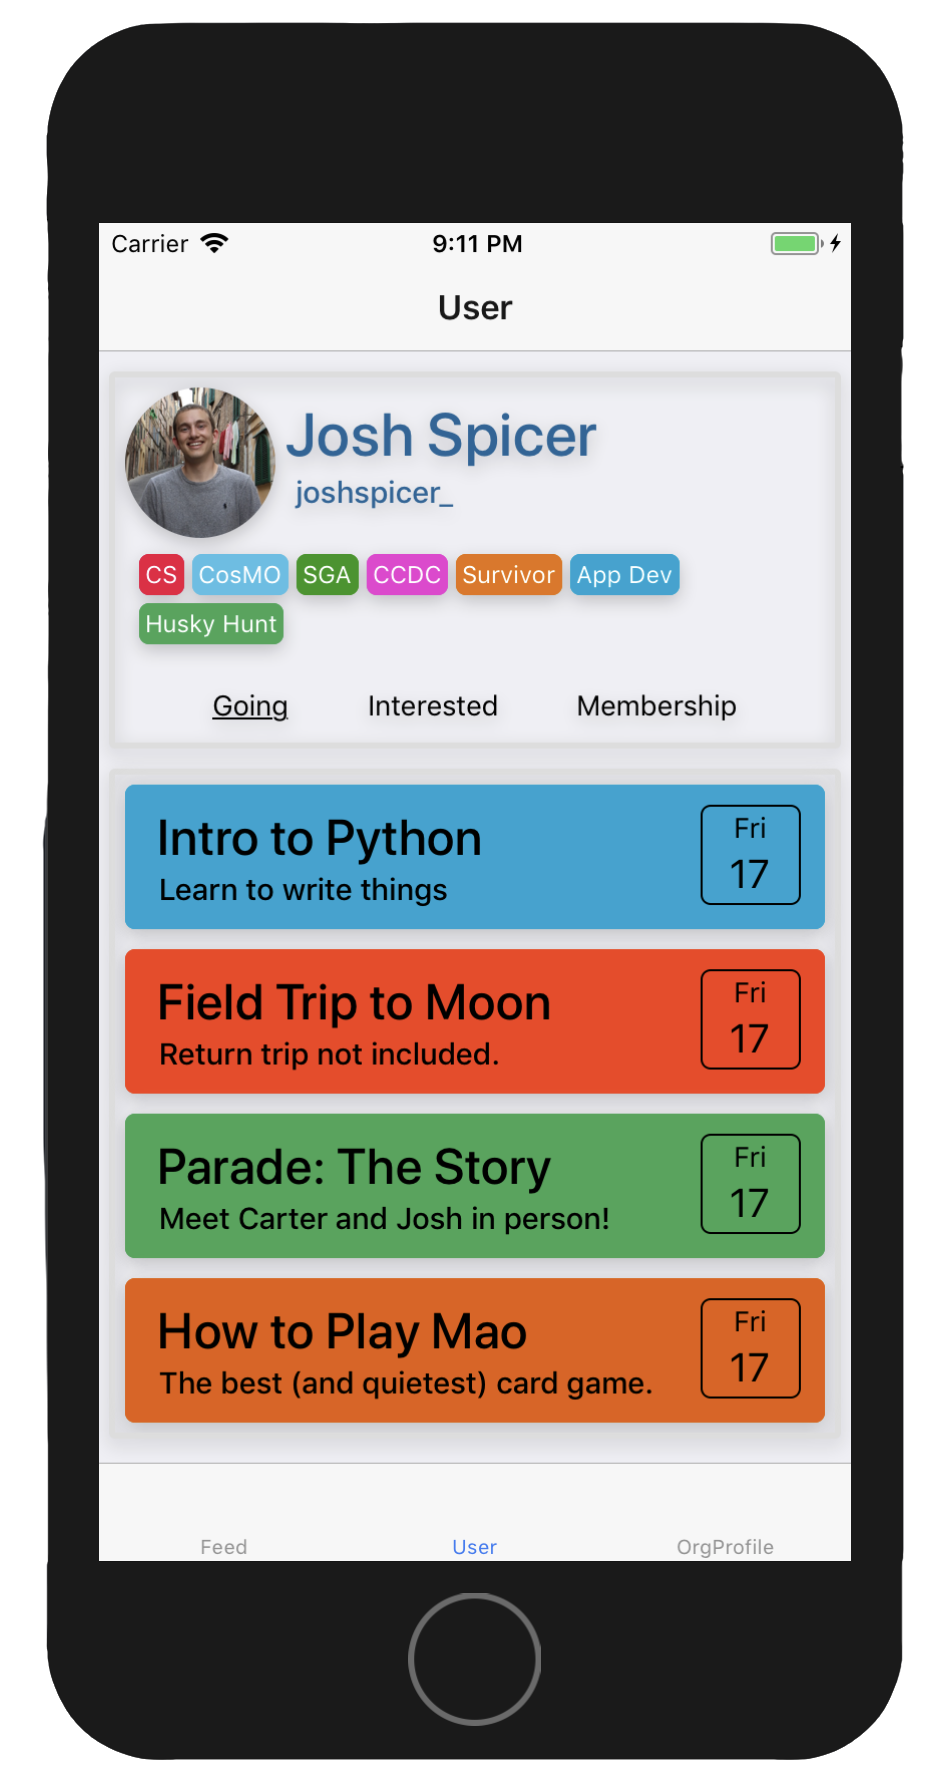 Carrier 9:11 PM
User
Josh Spicer
joshspicer_
CS CosMO SGA CCDC Survivor App Dev
Husky Hunt
Going Interested Membership
Intro to Python
Learn to write things
Fri
17
Field Trip to Moon
Return trip not included.
Fri
17
Parade: The Story
Meet Carter and Josh in person!
Fri
17
How to Play Mao
The best (and quietest) card game.
Fri
17
Feed User OrgProfile